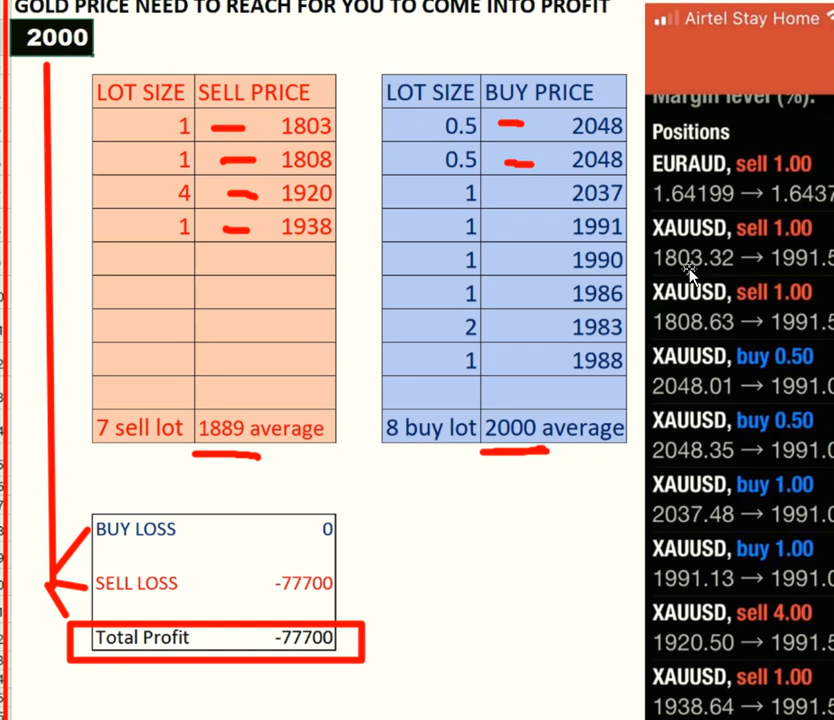 GOLD PRICE NEED TO REACH FOR YOU TO COME INTO PROFIT
2000
LOT SIZE SELL PRICE
1 1803
1 1808
4 1920
1 1938
7 sell lot 1889 average
LOT SIZE BUY PRICE
0.5 2048
0.5 2048
1 2037
1 1991
1 1990
1 1986
2 1983
1 1988
8 buy lot 2000 average
BUY LOSS 0
SELL LOSS -77700
Total Profit -77700
Airtel Stay Home
Margin level (%):
Positions
EURAUD, sell 1.00
1.64199 → 1.6437
XAUUSD, sell 1.00
1803.32 → 1991.5
XAUUSD, sell 1.00
1808.63 → 1991.5
XAUUSD, buy 0.50
2048.01 → 1991.0
XAUUSD, buy 0.50
2048.35 → 1991.0
XAUUSD, buy 1.00
2037.48 → 1991.0
XAUUSD, buy 1.00
1991.13 → 1991.0
XAUUSD, sell 4.00
1920.50 → 1991.5
XAUUSD, sell 1.00
1938.64 → 1991.5